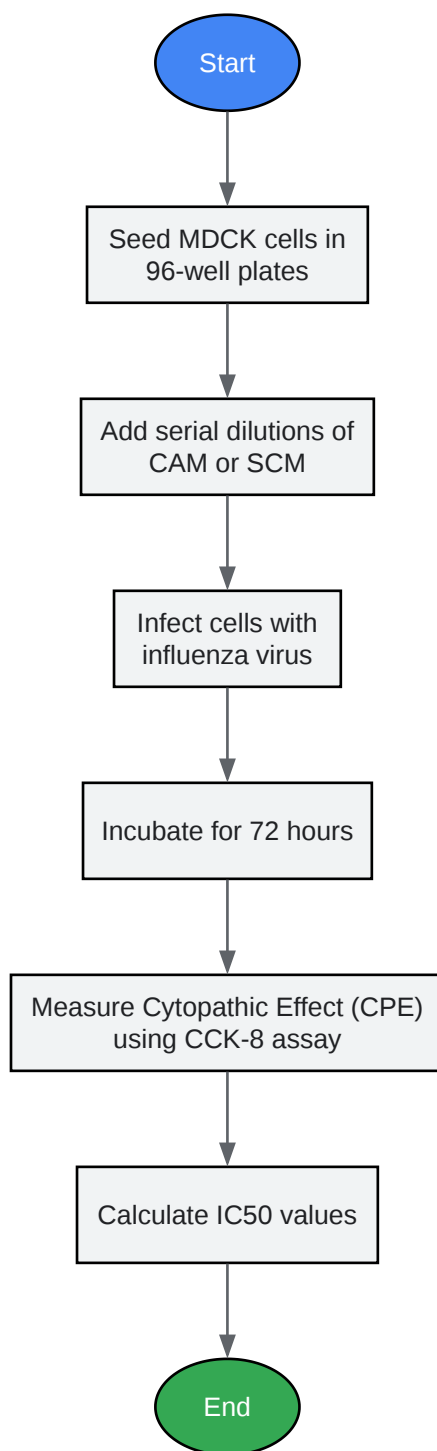 Start
Seed MDCK cells in
96-well plates
Add serial dilutions of
CAM or SCM
Infect cells with
influenza virus
Incubate for 72 hours
Measure Cytopathic Effect (CPE)
using CCK-8 assay
Calculate IC50 values
End